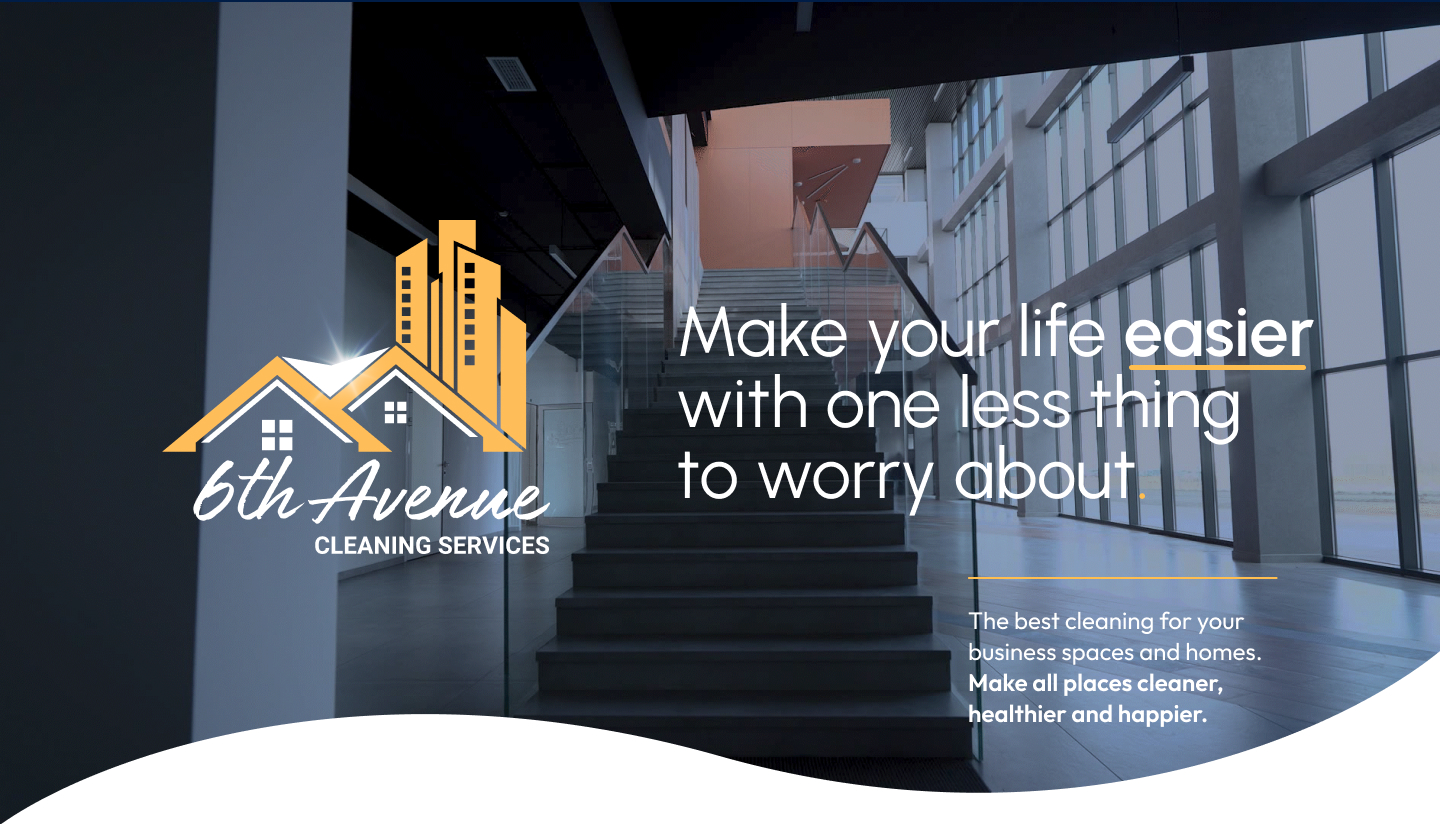 6th Avenue
CLEANING SERVICES
Make your life easier
with one less thing
to worry about.
The best cleaning for your
business spaces and homes.
Make all places cleaner,
healthier and happier.